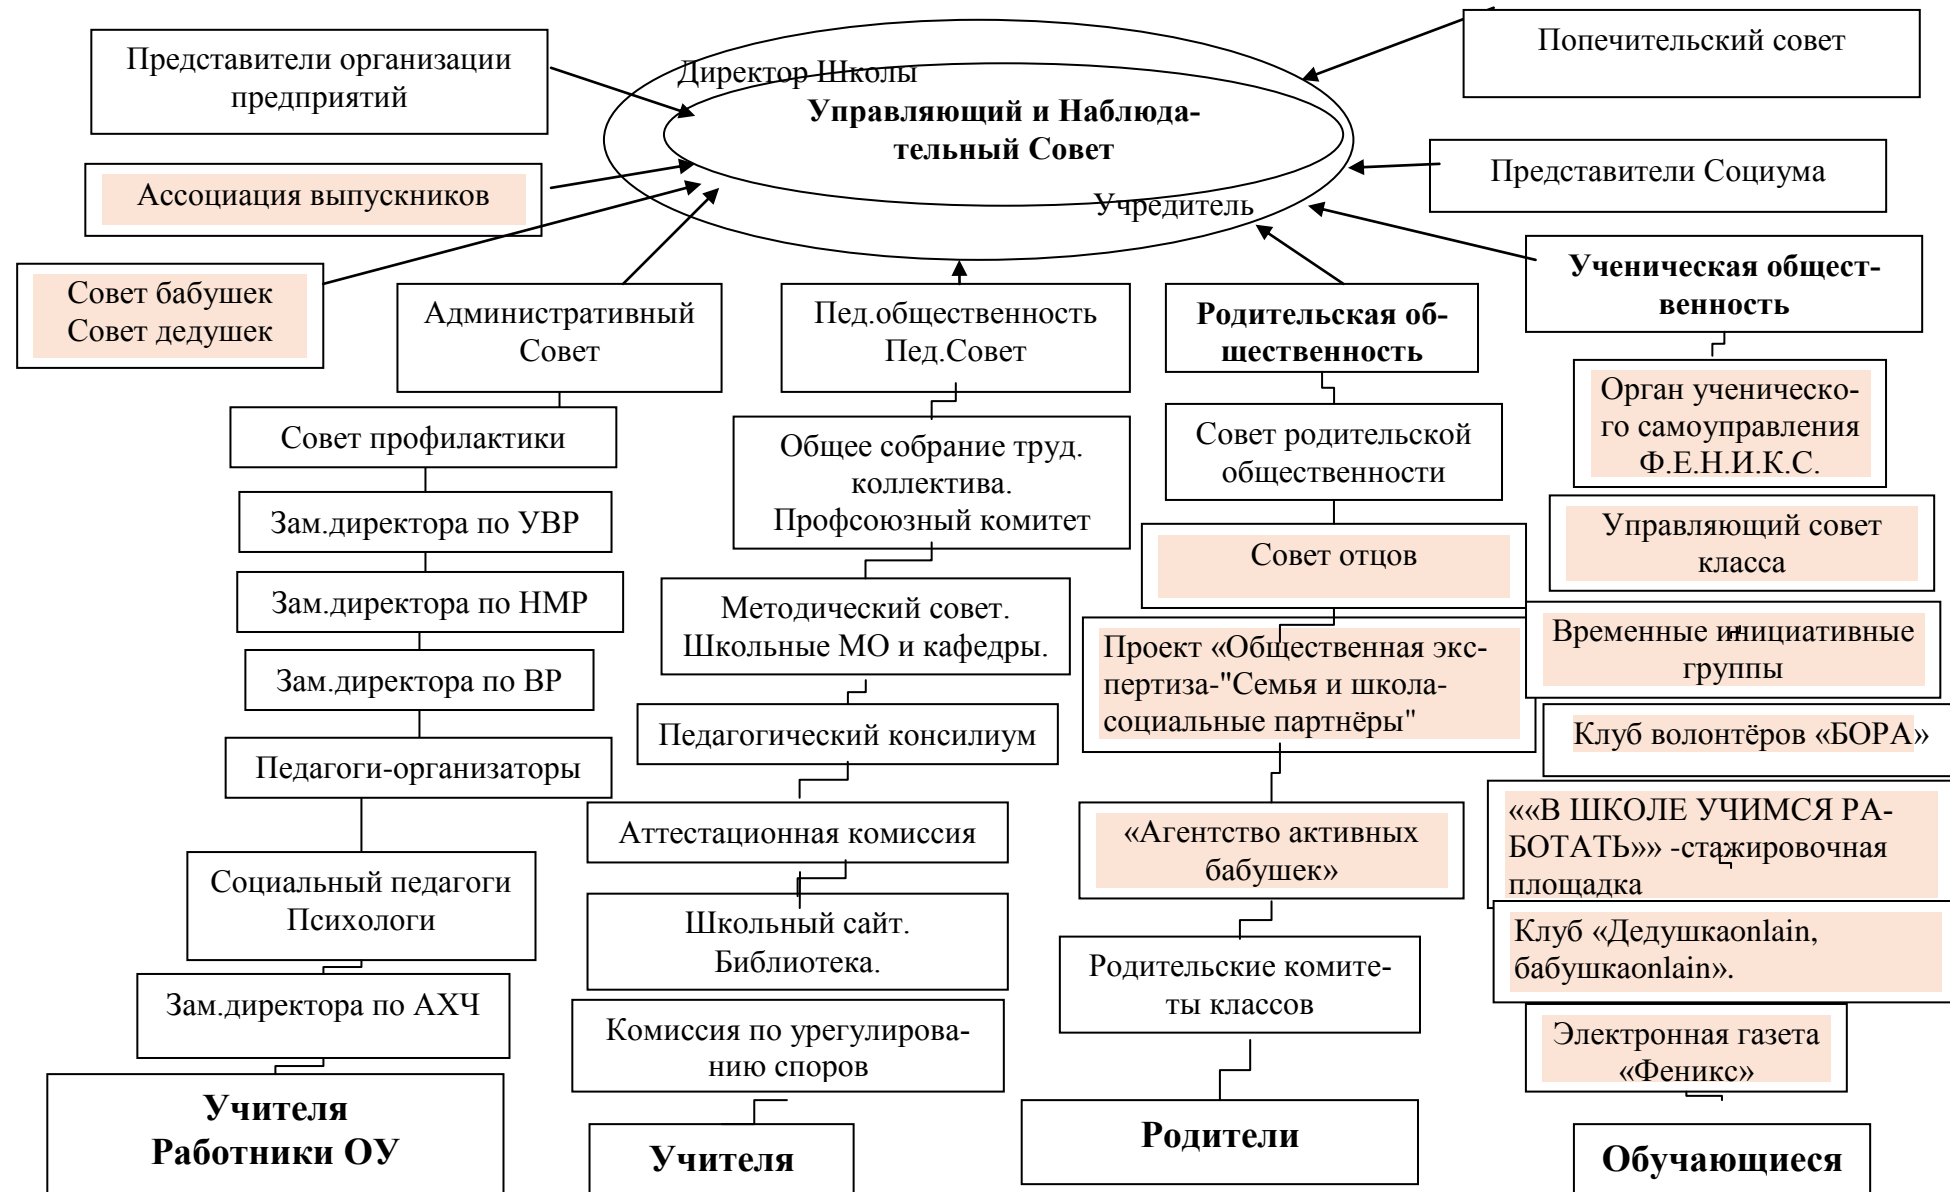 Представители организации
предприятий
Директор Школы
Управляющий и Наблюда-
тельный Совет
Учредитель
Попечительский совет
Ассоциация выпускников
Представители Социума
Совет бабушек
Совет дедушек
Административный
Совет
Пед.общественность
Пед.Совет
Родительская об-
щественность
Ученическая общест-
венность
Совет профилактики
Зам.директора по УВР
Зам.директора по НМР
Зам.директора по ВР
Педагоги-организаторы
Социальный педагоги
Психологи
Зам.директора по АХЧ
Учителя
Работники ОУ
Общее собрание труд.
коллектива.
Профсоюзный комитет
Методический совет.
Школьные МО и кафедры.
Педагогический консилиум
Аттестационная комиссия
Школьный сайт.
Библиотека.
Комиссия по урегулирова-
нию споров
Учителя
Совет родительской
общественности
Совет отцов
Проект «Общественная экс-
пертиза-"Семья и школа-
социальные партнёры"
«Агентство активных
бабушек»
Родительские комите-
ты классов
Родители
Орган ученическо-
го самоуправления
Ф.Е.Н.И.К.С.
Управляющий совет
класса
Временные инициативные
группы
Клуб волонтёров «БОРА»
««В ШКОЛЕ УЧИМСЯ РА-
БОТАТЬ»» -стажировочная
площадка
Клуб «Дедушкаonlain,
бабушкаonlain».
Электронная газета
«Феникс»
Обучающиеся